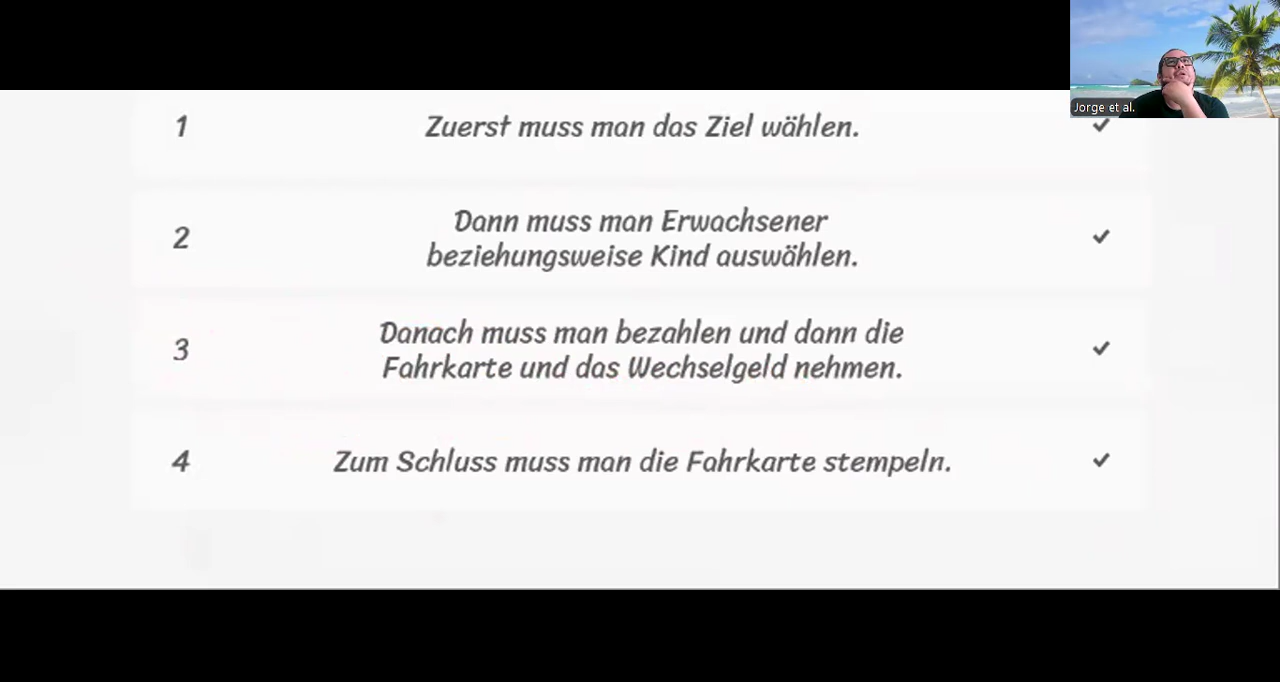 Jorge et al.
1
Zuerst muss man das Ziel wählen.
2
Dann muss man Erwachsener
beziehungsweise Kind auswählen.
3
Danach muss man bezahlen und dann die
Fahrkarte und das Wechselgeld nehmen.
4
Zum Schluss muss man die Fahrkarte stempeln.